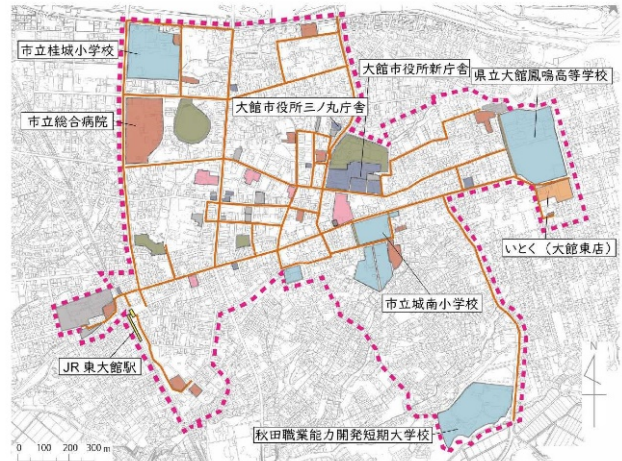 市立桂城小学校
大館市役所新庁舎
県立大館鳳鳴高等学校
大館市役所三ノ丸庁舎
市立総合病院
いとく（大館東店）
市立城南小学校
JR 東大館駅
秋田職業能力開発短期大学校
N
0 100 200 300 m